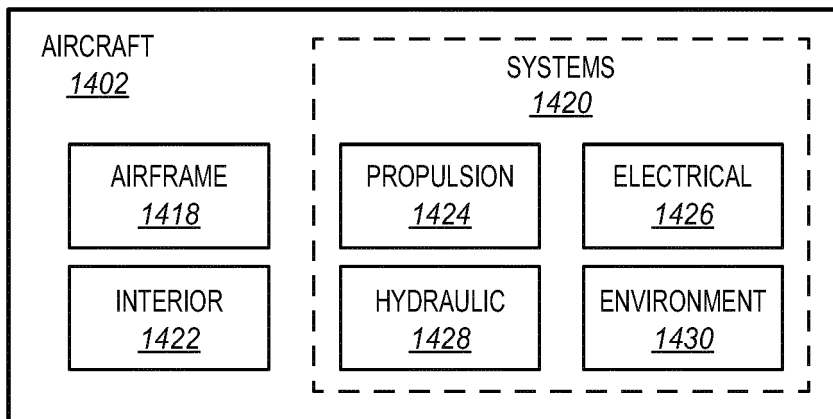 AIRCRAFT
1402
SYSTEMS
1420
AIRFRAME
1418
PROPULSION
1424
ELECTRICAL
1426
INTERIOR
1422
HYDRAULIC
1428
ENVIRONMENT
1430